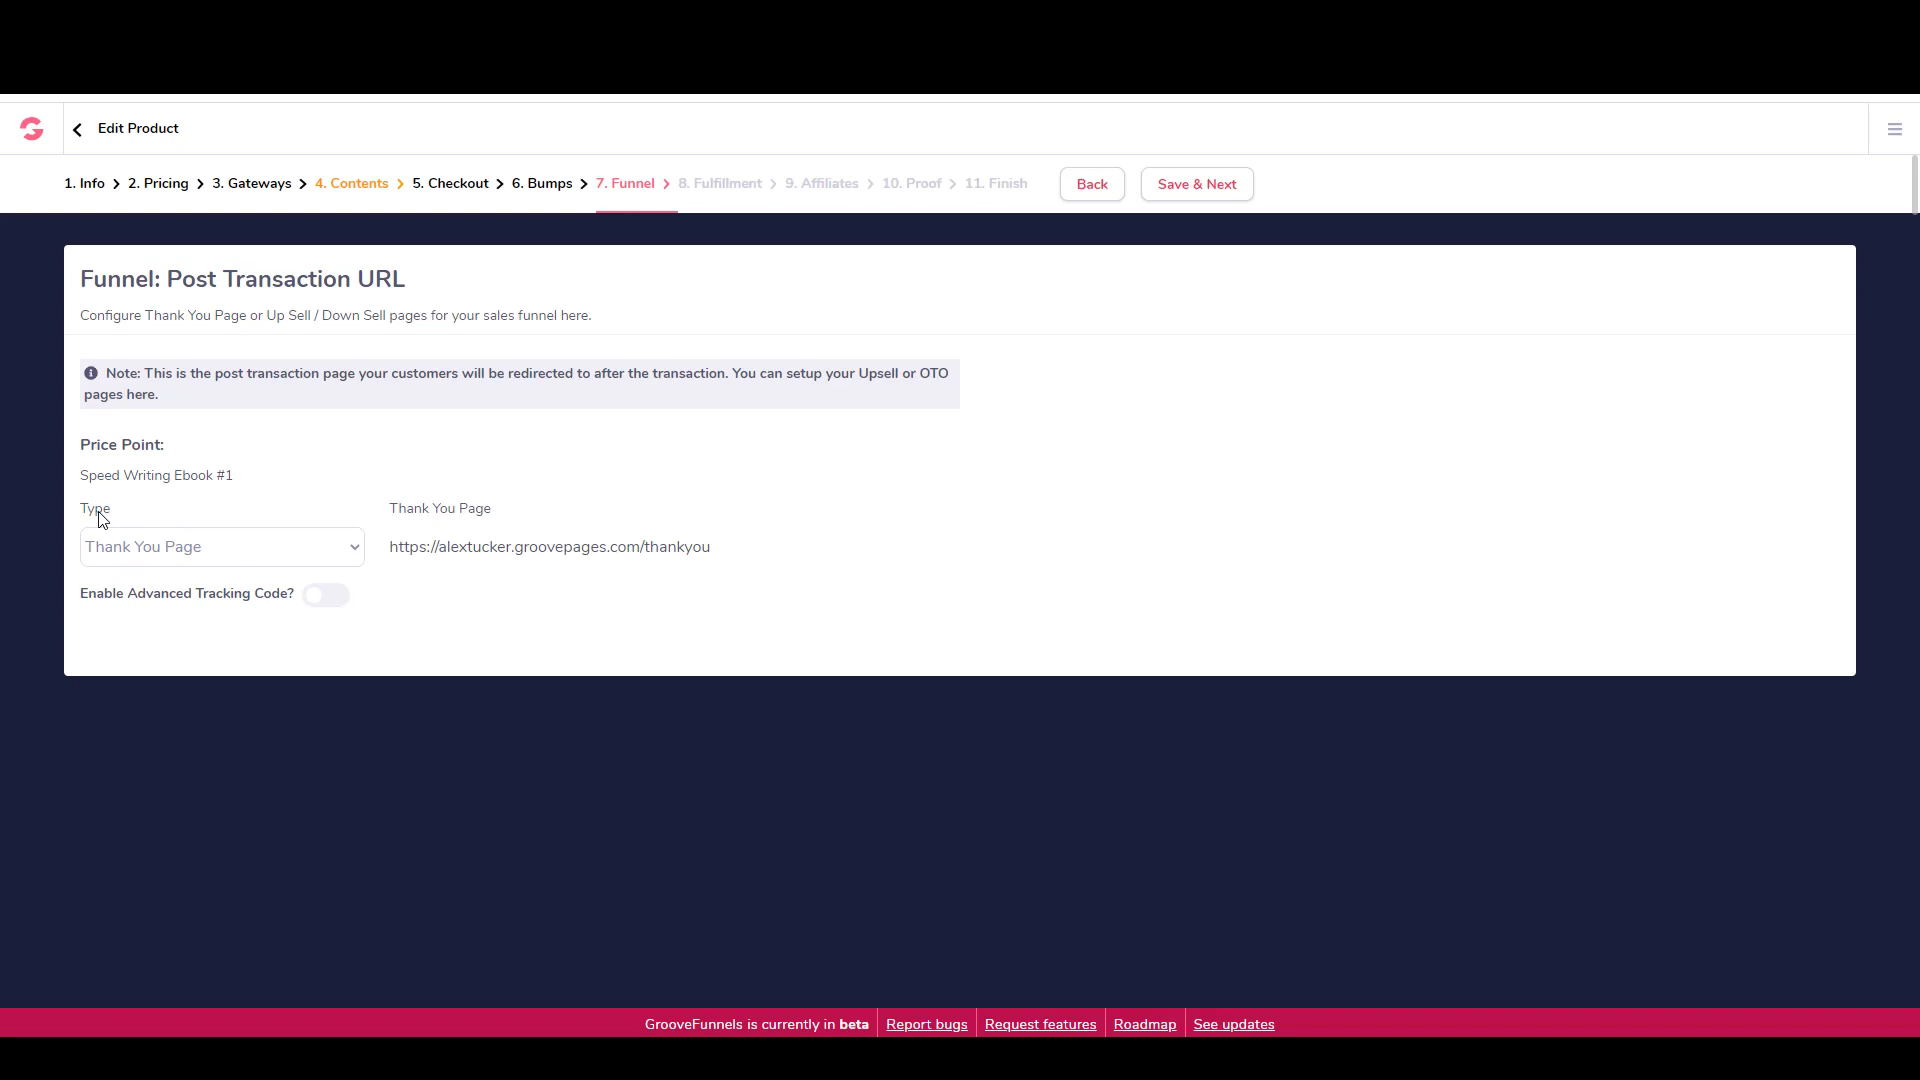 Edit Product
1. Info > 2. Pricing > 3. Gateways > 4. Contents > 5. Checkout > 6. Bumps > 7. Funnel > 8. Fulfillment > 9. Affiliates > 10. Proof > 11. Finish Back Save & Next
Funnel: Post Transaction URL
Configure Thank You Page or Up Sell / Down Sell pages for your sales funnel here.
Note: This is the post transaction page your customers will be redirected to after the transaction. You can setup your Upsell or OTO
pages here.
Price Point:
Speed Writing Ebook #1
Type Thank You Page
Thank You Page https://alextucker.groovepages.com/thankyou
Enable Advanced Tracking Code?
GrooveFunnels is currently in beta Report bugs Request features Roadmap See updates